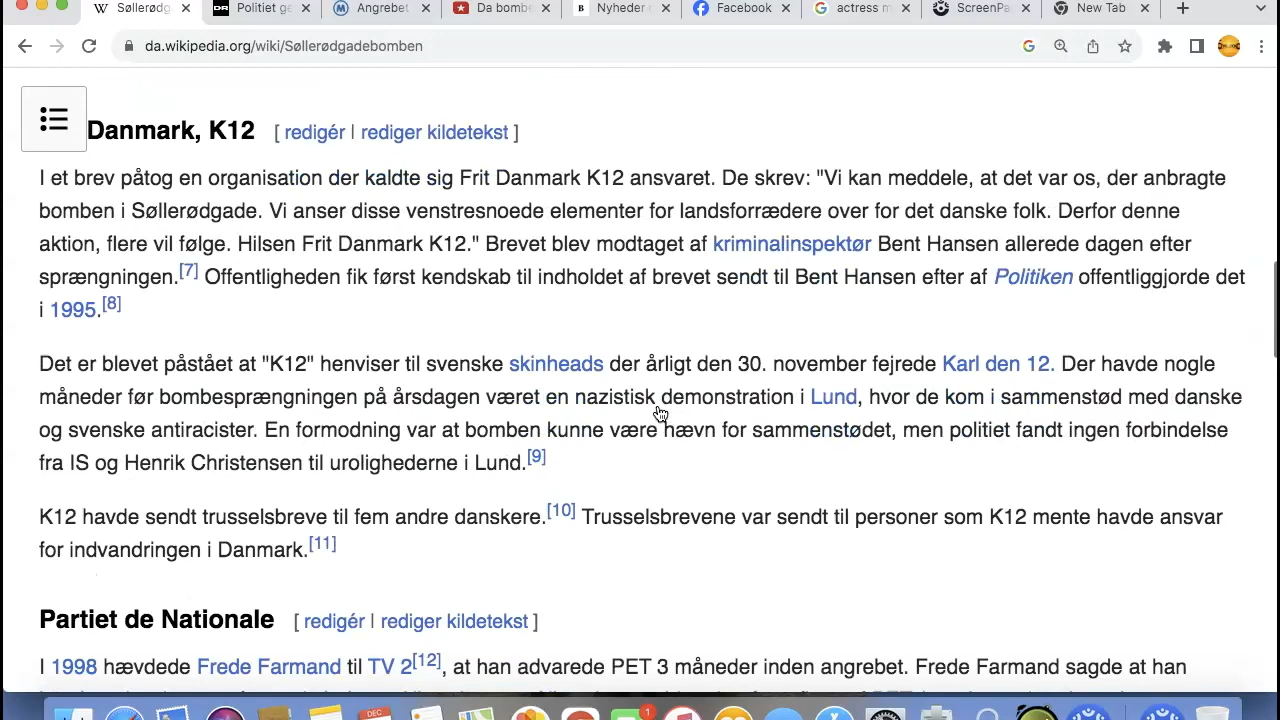 Søllerødg
Politiet ge
Angrebet
Da bomb
Nyheder
Facebook
actress m
ScreenPa
New Tab
da.wikipedia.org/wiki/Søllerødgadebomben
Danmark, K12 [ redigér | rediger kildetekst ]
I et brev påtog en organisation der kaldte sig Frit Danmark K12 ansvaret. De skrev: "Vi kan meddele, at det var os, der anbragte
bomben i Søllerødgade. Vi anser disse venstresnoede elementer for landsforrædere over for det danske folk. Derfor denne
aktion, flere vil følge. Hilsen Frit Danmark K12." Brevet blev modtaget af kriminalinspektør Bent Hansen allerede dagen efter
sprængningen.[7] Offentligheden fik først kendskab til indholdet af brevet sendt til Bent Hansen efter af Politiken offentliggjorde det
i 1995.[8]
Det er blevet påstået at "K12" henviser til svenske skinheads der årligt den 30. november fejrede Karl den 12. Der havde nogle
måneder før bombesprængningen på årsdagen været en nazistisk demonstration i Lund, hvor de kom i sammenstød med danske
og svenske antiracister. En formodning var at bomben kunne være hævn for sammenstødet, men politiet fandt ingen forbindelse
fra IS og Henrik Christensen til urolighederne i Lund.[9]
K12 havde sendt trusselsbreve til fem andre danskere.[10] Trusselsbrevene var sendt til personer som K12 mente havde ansvar
for indvandringen i Danmark.[11]
Partiet de Nationale [ redigér | rediger kildetekst ]
I 1998 hævdede Frede Farmand til TV 2[12], at han advarede PET 3 måneder inden angrebet. Frede Farmand sagde at han
DEC
1